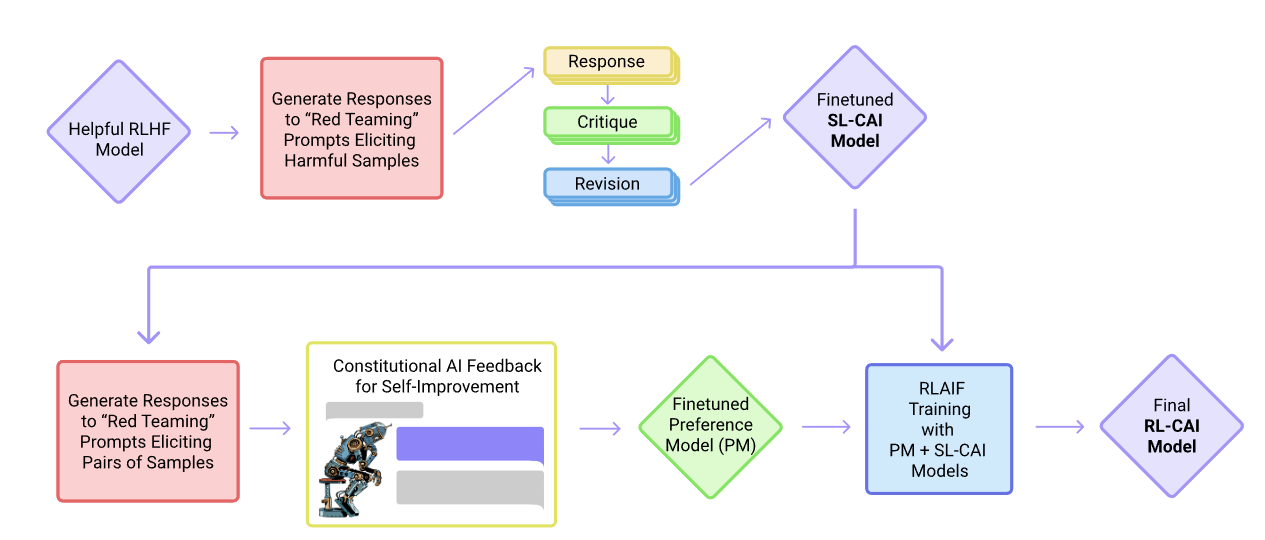 Helpful RLHF
Model
Generate Responses
to “Red Teaming”
Prompts Eliciting
Harmful Samples
Response
Critique
Revision
Finetuned
SL-CAI
Model
Generate Responses
to “Red Teaming”
Prompts Eliciting
Pairs of Samples
Constitutional AI Feedback
for Self-Improvement
Finetuned
Preference
Model (PM)
RLAIF
Training
with
PM + SL-CAI
Models
Final
RL-CAI
Model